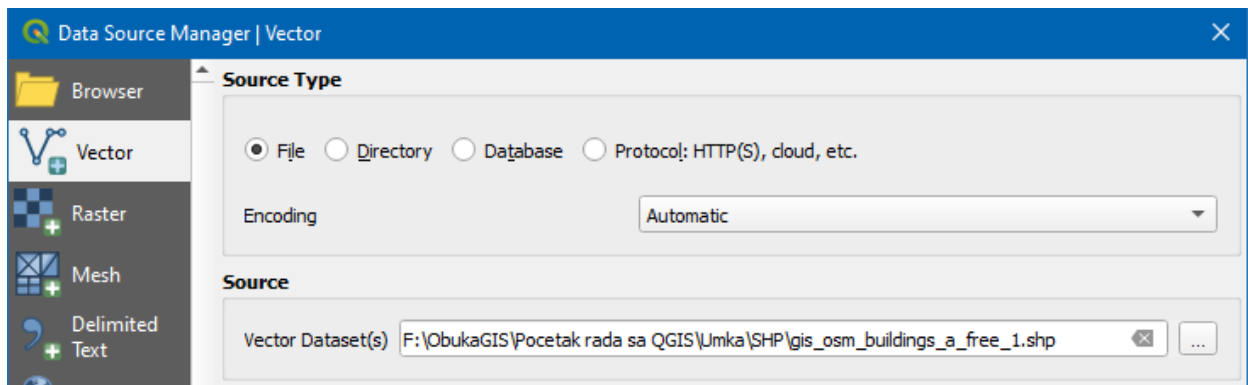 Data Source Manager | Vector
Browser
Vector
Raster
Mesh
Delimited
Text
Source Type
File Directory Database Protocol: HTTP(S), cloud, etc.
Encoding Automatic
Source
Vector Dataset(s) F:\ObukaGIS\Pocetak rada sa QGIS\Umka\SHP\gis_osm_buildings_a_free_1.shp ...